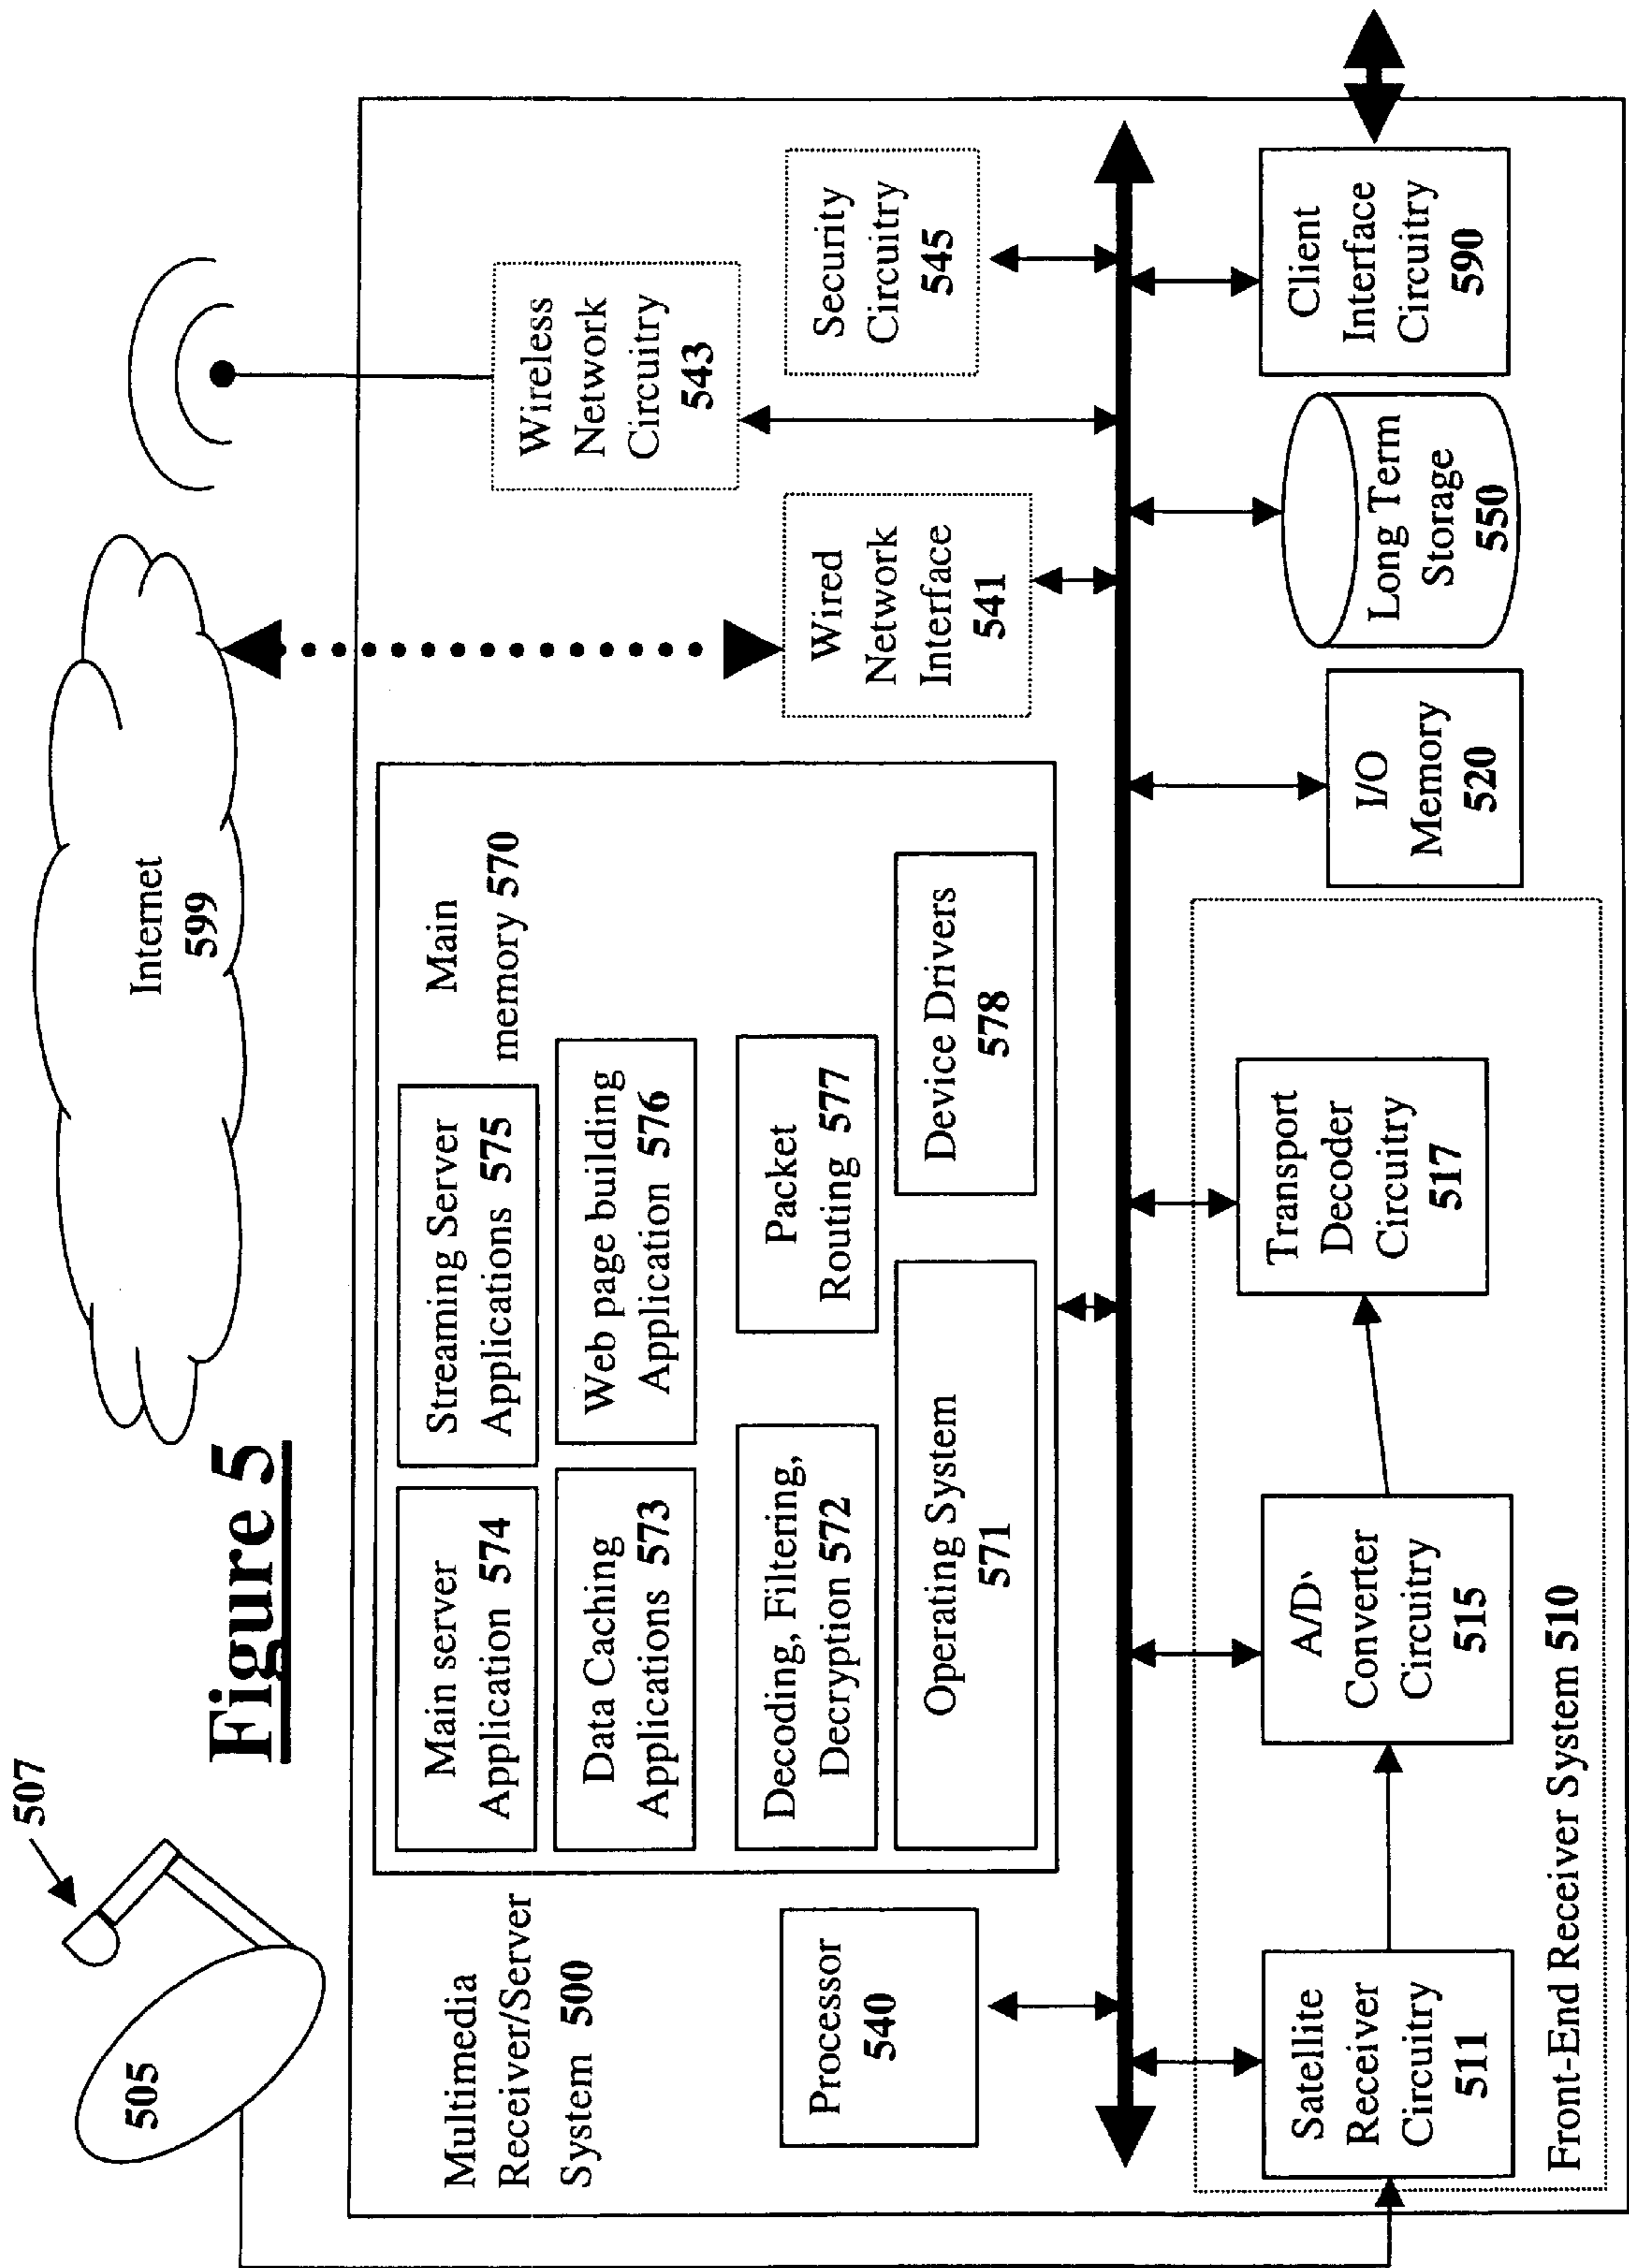 507
505
Figure 5
Internet
599
Multimedia
Receiver/Server
System 500
Main server
Application 574
Streaming Server
Applications 575
Main
memory 570
Data Caching
Applications 573
Web page building
Application 576
Decoding, Filtering,
Decryption 572
Packet
Routing 577
Operating System
571
Device Drivers
578
Processor
540
Wired
Network
Interface
541
Wireless
Network
Circuitry
543
Security
Circuitry
545
Satellite
Receiver
Circuitry
511
A/D
Converter
Circuitry
515
Transport
Decoder
Circuitry
517
Front-End Receiver System 510
I/O
Memory
520
Long Term
Storage
550
Client
Interface
Circuitry
590